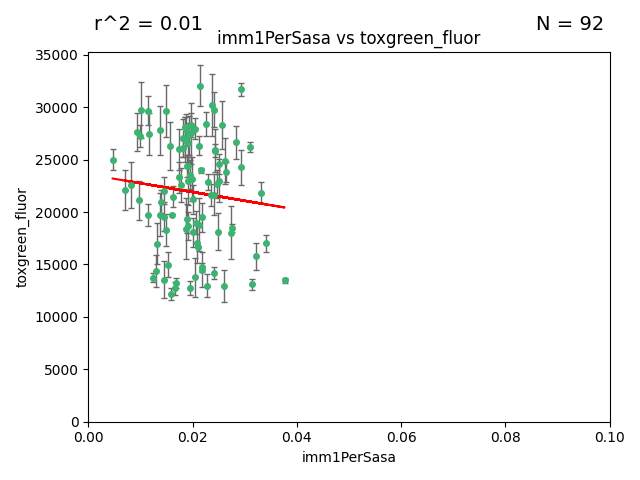 r^2 = 0.01
N = 92
imm1PerSasa vs toxgreen_fluor
35000
30000
25000
20000
15000
10000
5000
0
toxgreen_fluor
0.00
0.02
0.04
0.06
0.08
0.10
imm1PerSasa